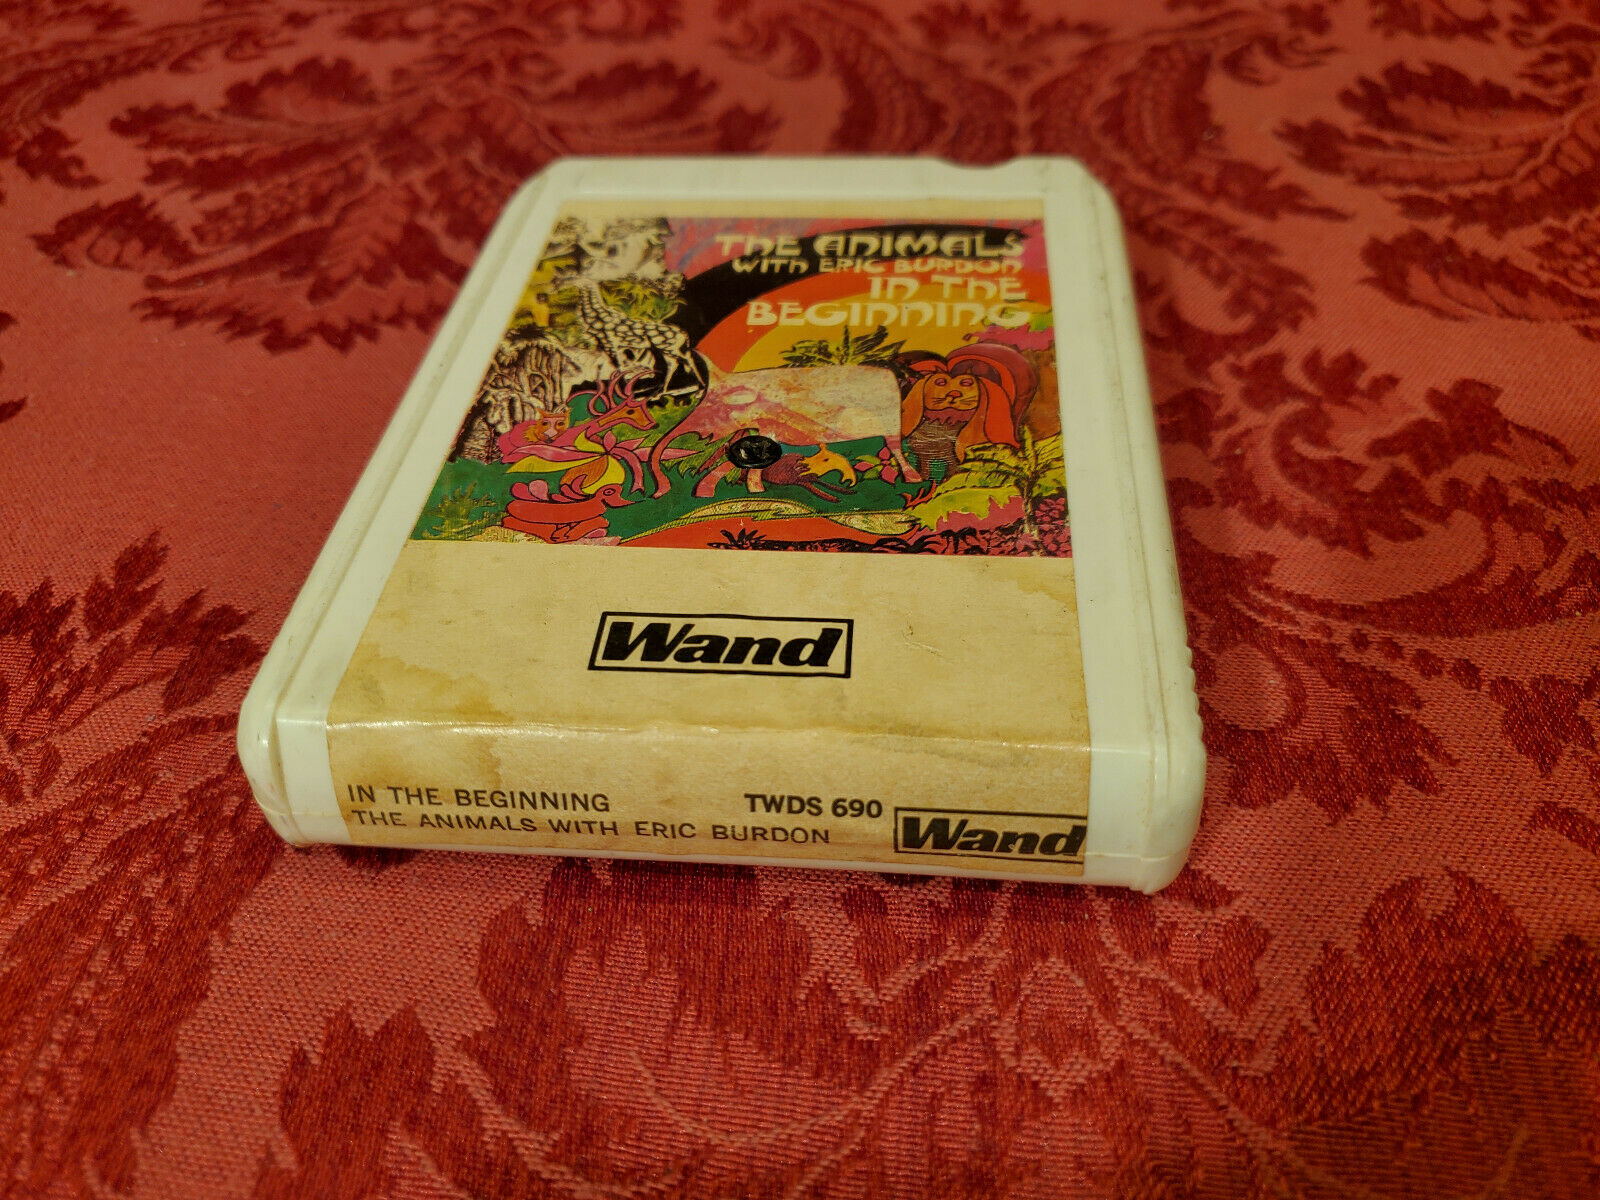 THE ANIMALS
WITH ERIC BURDON
IN THE
BEGINNING
Wand
IN THE BEGINNING
THE ANIMALS WITH ERIC BURDON
TWDS 690
Wand